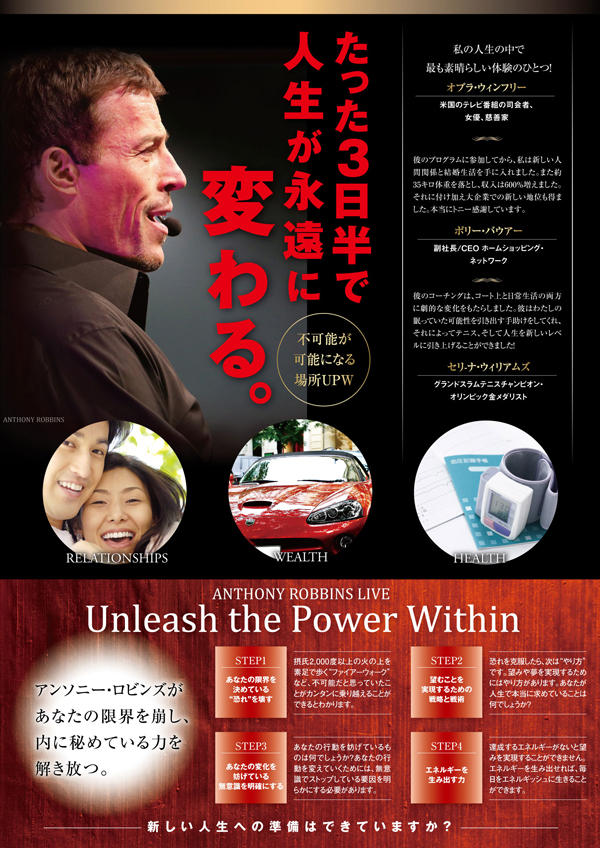 たった3日半で
人生が永遠に
変わる。
不可能が
可能になる
場所UPW
ANTHONY ROBBINS
私の人生の中で
最も素晴らしい体験のひとつ!
オプラ・ウィンフリー
米国のテレビ番組の司会者、
女優、慈善家
彼のプログラムに参加してから、私は新しい人
間関係と結婚生活を手に入れました。また約
35キロ体重を落とし、収入は600%増えました。
それに付け加え大企業での新しい地位も得ま
した。本当にトニー感謝しています。
ポリー・バウアー
副社長/CEO ホームショッピング・
ネットワーク
彼のコーチングは、コート上と日常生活の両方
に劇的な変化をもたらしました。彼はわたしの
眠っていた可能性を引き出す手助けをしてくれ、
それによってテニス、そして人生を新しいレベ
ルに引き上げることができました!
セリーナ・ウィリアムズ
グランドスラムテニスチャンピオン・
オリンピック金メダリスト
RELATIONSHIPS
WEALTH
HEALTH
ANTHONY ROBBINS LIVE
Unleash the Power Within
アンソニー・ロビンズが
あなたの限界を崩し、
内に秘めている力を
解き放つ。
STEP1
あなたの限界を
決めている
“恐れ”を壊す
摂氏2,000度以上の火の上を
素足で歩く“ファイアーウォーク”
など、不可能だと思っていたこ
とがカンタンに乗り越えることが
できるとわかります。
STEP2
望むことを
実現するための
戦略と戦術
恐れを克服したら、次は“やり方”
です。望みや夢を実現するため
にはやり方があります。あなたが
人生で本当に求めていることは
何でしょうか?
STEP3
あなたの変化を
妨げている
無意識を明確にする
あなたの行動を妨げているも
のは何でしょうか?あなたの行
動を変えていくためには、無意
識でストップしている要因を明
らかにする必要があります。
STEP4
エネルギーを
生み出す力
達成するエネルギーがないと望
みを実現することができません。
エネルギーを生み出せれば、毎
日をエネルギッシュに生きること
ができます。
新しい人生への準備はできていますか?